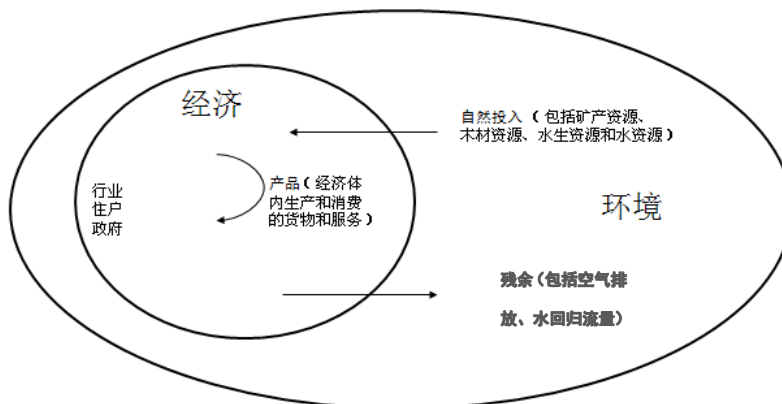 经济
自然投入（包括矿产资源、
木材资源、水生资源和水资源）
行业
住户
政府
产品（经济体
内生产和消费
的货物和服务）
环境
残余（包括空气排
放、水回归流量）